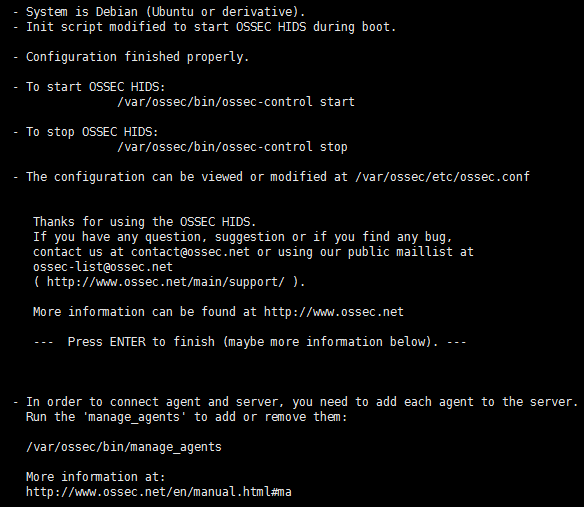 - System is Debian (Ubuntu or derivative).
- Init script modified to start OSSEC HIDS during boot.
- Configuration finished properly.
- To start OSSEC HIDS:
/var/ossec/bin/ossec-control start
- To stop OSSEC HIDS:
/var/ossec/bin/ossec-control stop
- The configuration can be viewed or modified at /var/ossec/etc/ossec.conf
Thanks for using the OSSEC HIDS.
If you have any question, suggestion or if you find any bug,
contact us at contact@ossec.net or using our public maillist at
ossec-list@ossec.net
( http://www.ossec.net/main/support/ ).
More information can be found at http://www.ossec.net
--- Press ENTER to finish (maybe more information below). ---
- In order to connect agent and server, you need to add each agent to the server.
Run the 'manage_agents' to add or remove them:
/var/ossec/bin/manage_agents
More information at:
http://www.ossec.net/en/manual.html#ma